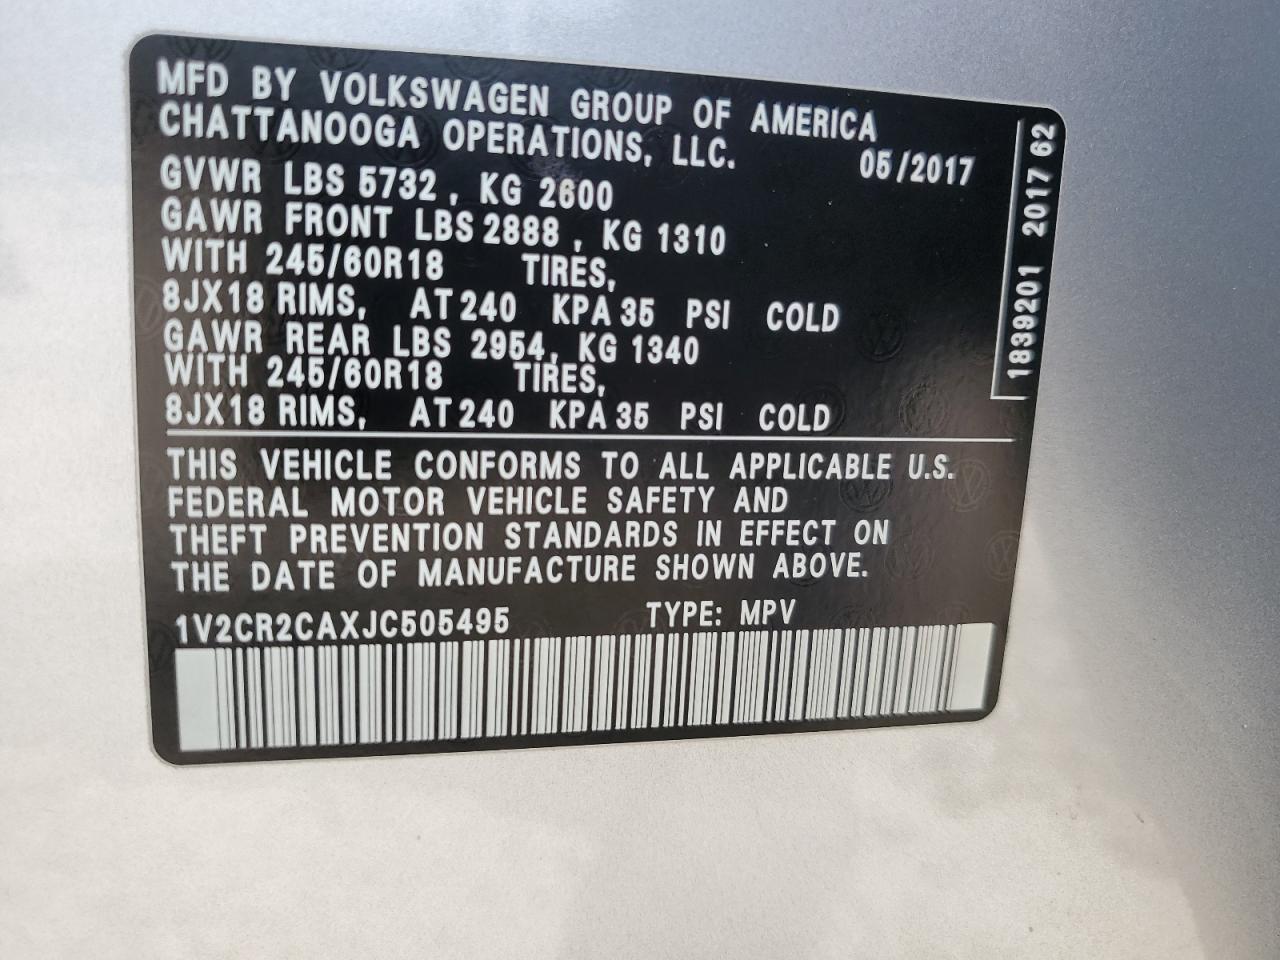 MFD BY VOLKSWAGEN GROUP OF AMERICA
CHATTANOOGA OPERATIONS, LLC. 05/2017
GVWR LBS 5732 , KG 2600
GAWR FRONT LBS 2888 , KG 1310
WITH 245/60R18 TIRES,
8JX18 RIMS, AT 240 KPA 35 PSI COLD
GAWR REAR LBS 2954, KG 1340
WITH 245/60R18 TIRES,
8JX18 RIMS, AT 240 KPA 35 PSI COLD
THIS VEHICLE CONFORMS TO ALL APPLICABLE U.S.
FEDERAL MOTOR VEHICLE SAFETY AND
THEFT PREVENTION STANDARDS IN EFFECT ON
THE DATE OF MANUFACTURE SHOWN ABOVE.
1V2CR2CAXJC505495 TYPE: MPV
1839201 2017 62